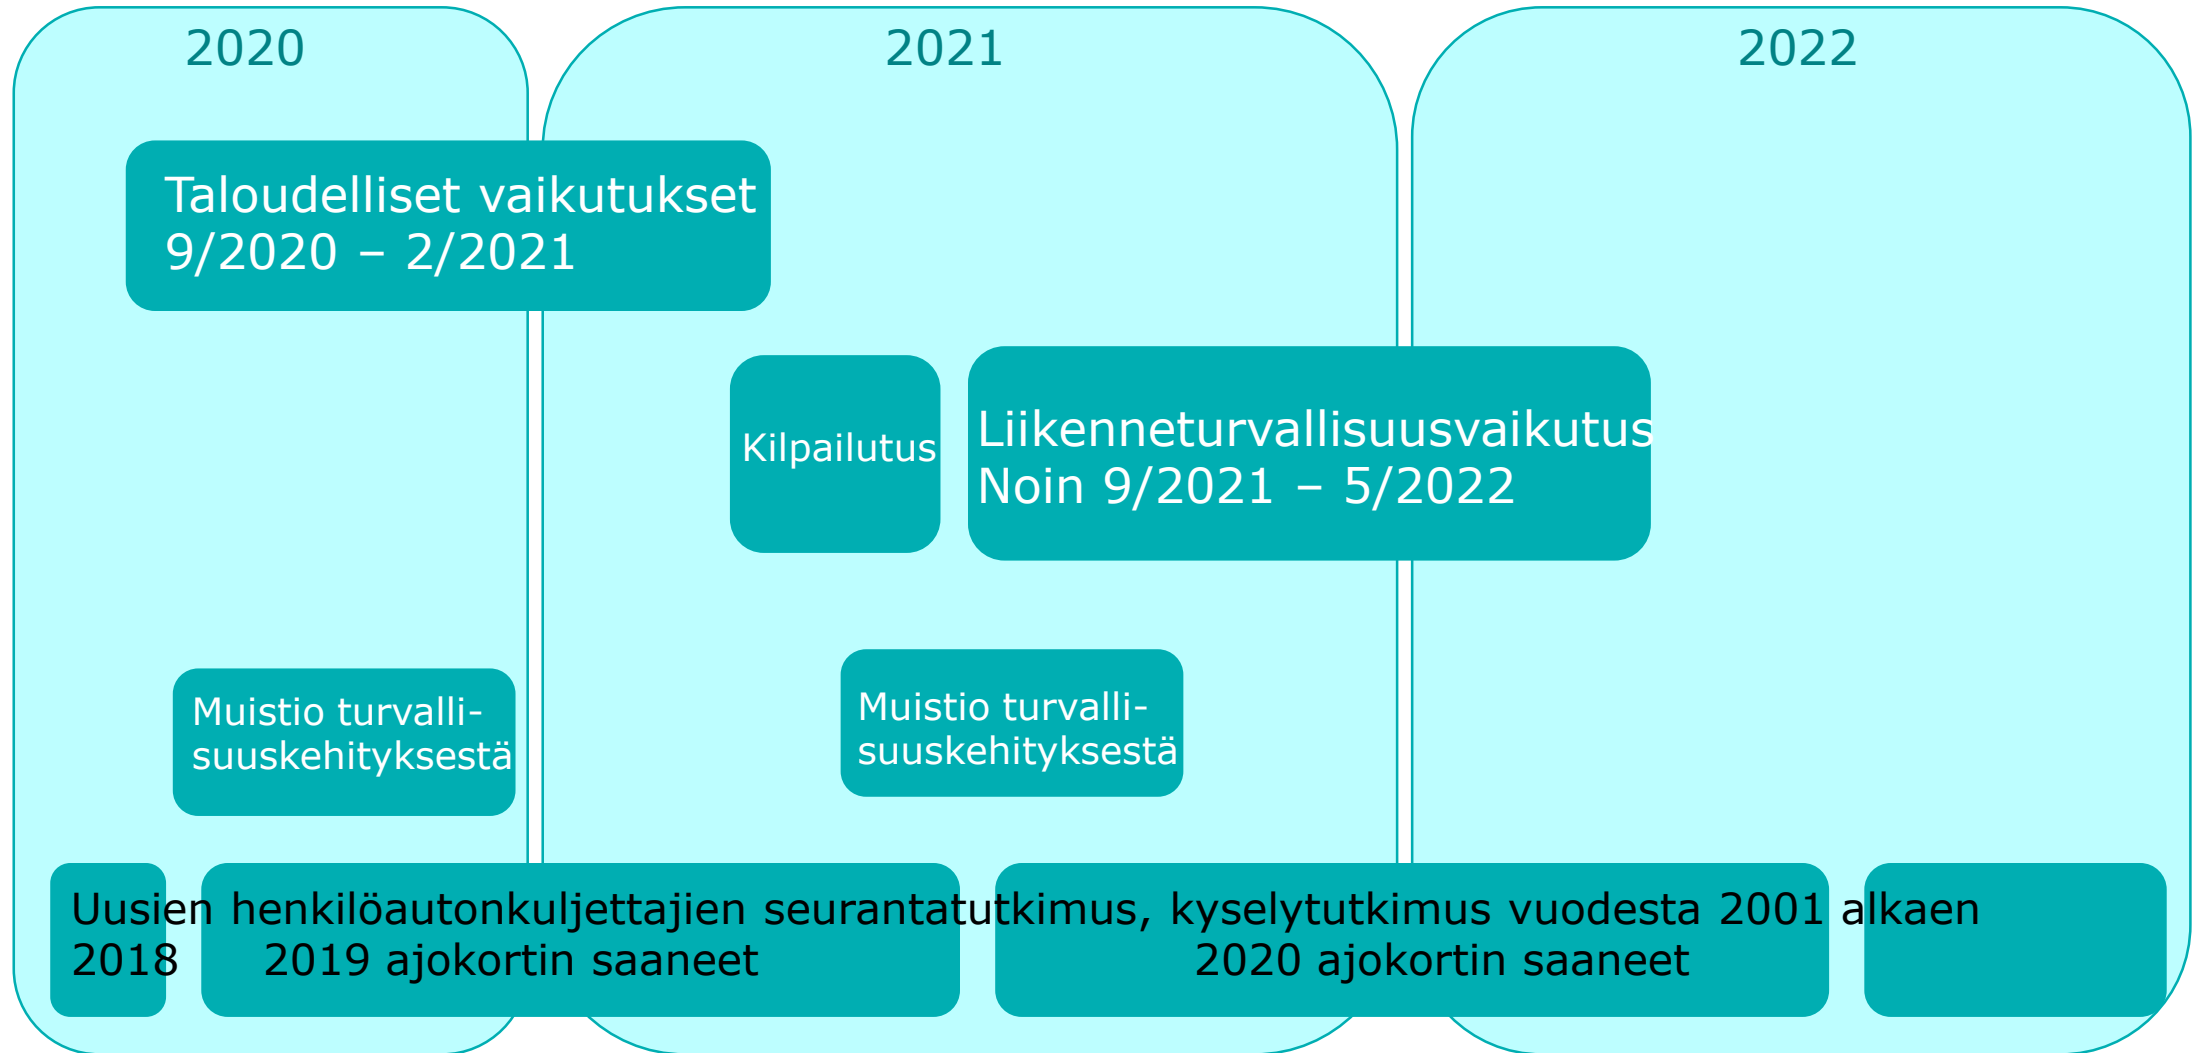 2020
2021
2022
Taloudelliset vaikutukset
9/2020 – 2/2021
Kilpailutus
Liikenneturvallisuusvaikutus
Noin 9/2021 – 5/2022
Muistio turvalli-
suuskehityksestä
Muistio turvalli-
suuskehityksestä
Uusien henkilöautonkuljettajien seurantatutkimus, kyselytutkimus vuodesta 2001 alkaen
2018 2019 ajokortin saaneet 2020 ajokortin saaneet